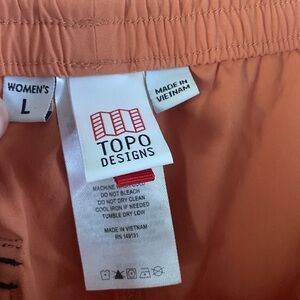 WOMEN'S
L
TOPO
DESIGNS
MADE IN
VIETNAM
MACHINE WASH COLD
DO NOT BLEACH
DO NOT DRY CLEAN
COOL IRON IF NEEDED
TUMBLE DRY LOW
MADE IN VIETNAM
RN 149131